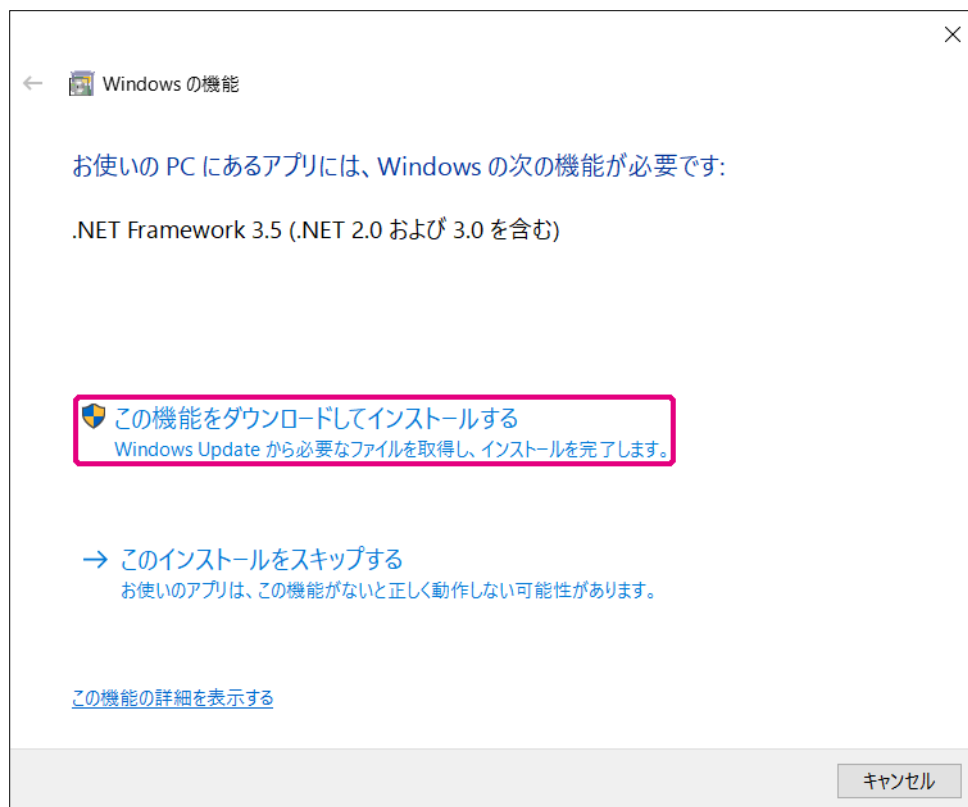 Windows の機能
お使いの PC にあるアプリには、Windows の次の機能が必要です:
.NET Framework 3.5 (.NET 2.0 および 3.0 を含む)
この機能をダウンロードしてインストールする
Windows Update から必要なファイルを取得し、インストールを完了します。
このインストールをスキップする
お使いのアプリは、この機能がないと正しく動作しない可能性があります。
この機能の詳細を表示する
キャンセル